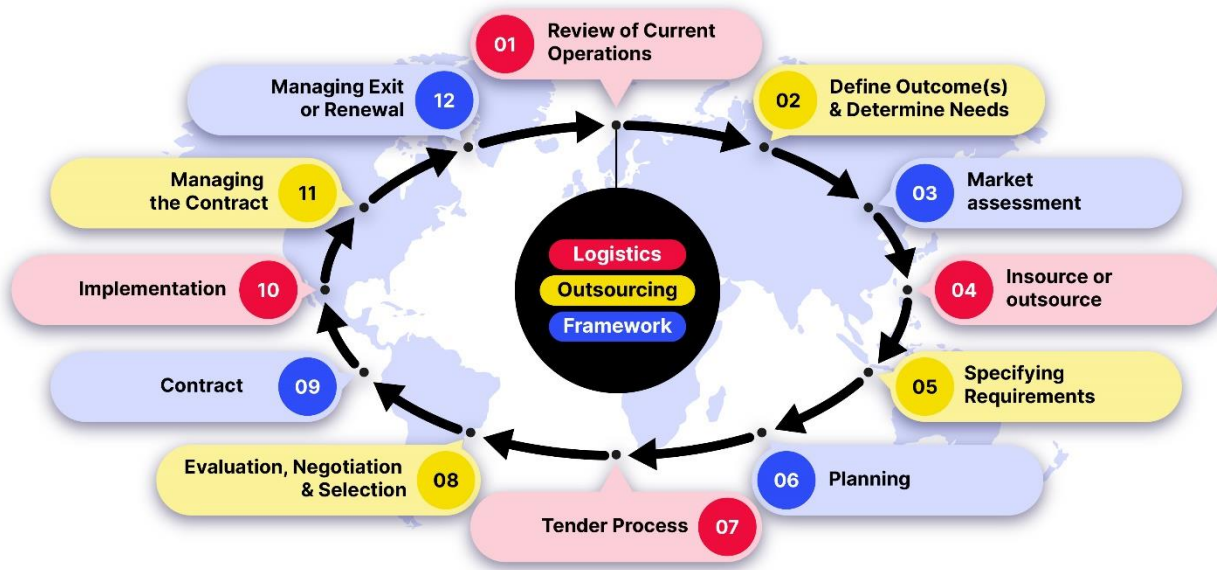 01
Review of Current
Operations
02
Define Outcome(s)
& Determine Needs
03
Market
assessment
04
Insource or
outsource
05
Specifying
Requirements
06
Planning
07
Tender Process
08
Evaluation, Negotiation
& Selection
09
Contract
10
Implementation
11
Managing
the Contract
12
Managing Exit
or Renewal
Logistics
Outsourcing
Framework